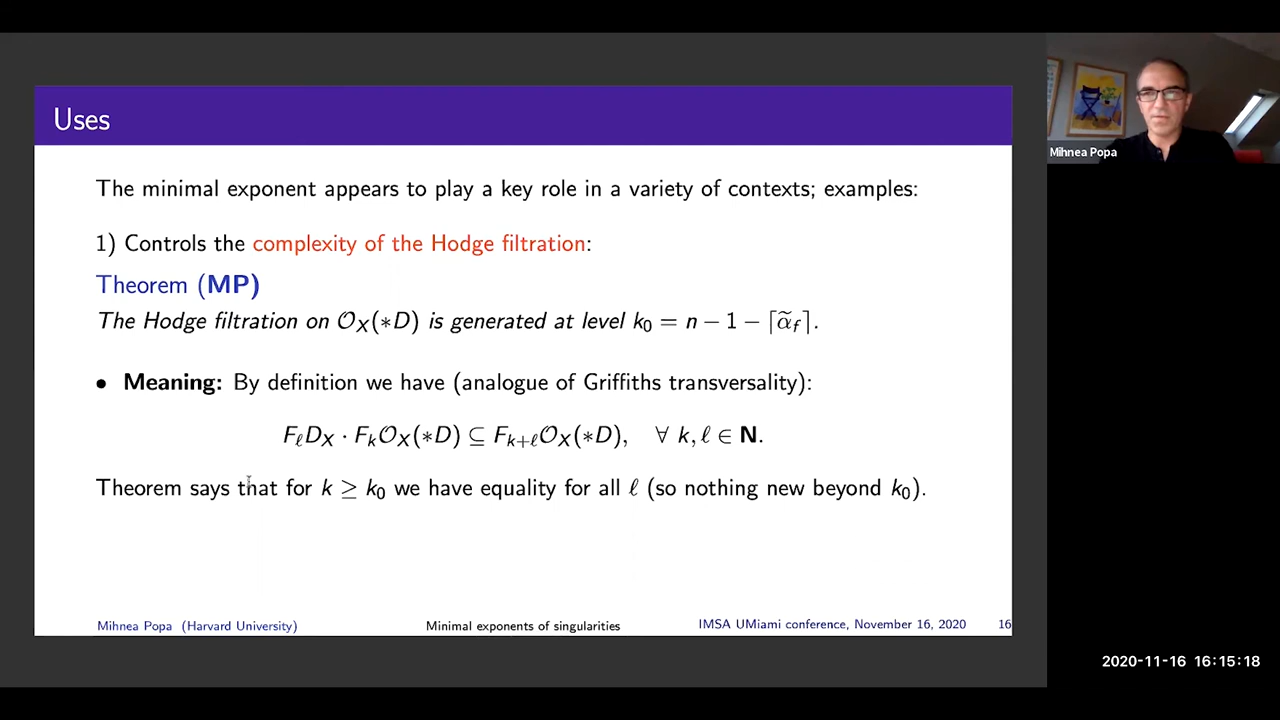 Uses
The minimal exponent appears to play a key role in a variety of contexts; examples:
1) Controls the complexity of the Hodge filtration:
Theorem (MP)
The Hodge filtration on 𝒪_X(∗D) is generated at level k₀ = n − 1 − ⌈α̃_f⌉.
• Meaning: By definition we have (analogue of Griffiths transversality):
F_ℓD_X · F_k𝒪_X(∗D) ⊆ F_{k+ℓ}𝒪_X(∗D), ∀ k, ℓ ∈ N.
Theorem says that for k ≥ k₀ we have equality for all ℓ (so nothing new beyond k₀).
Mihnea Popa (Harvard University) Minimal exponents of singularities IMSA UMiami conference, November 16, 2020 16
Mihnea Popa
2020-11-16 16:15:18